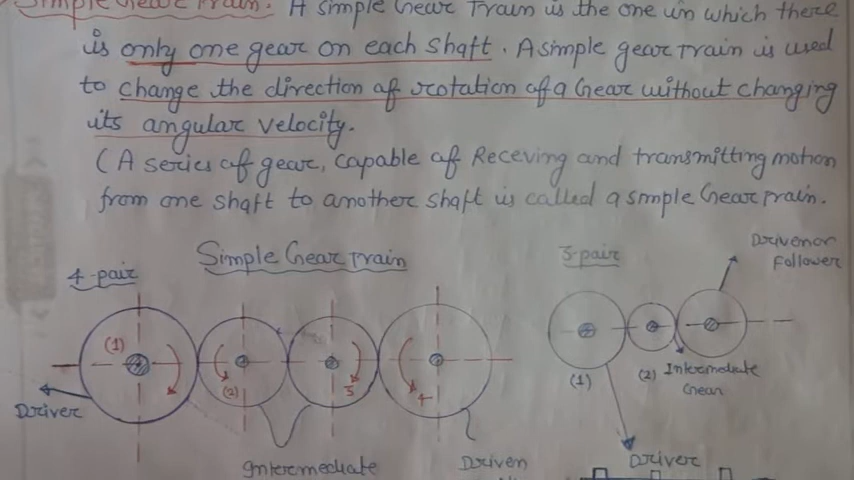 Simple Gear Train. A simple Gear Train is the one in which there
is only one gear on each shaft. A simple gear train is used
to change the direction of rotation of a Gear without changing
its angular velocity.
(A series of gear, capable of Receving and transmitting motion
from one shaft to another shaft is called a simple Gear train.
Simple Gear Train
4-pair
3-pair
Driven or
Follower
(1)
(2)
3
4
(1)
(2) Intermediate
Gear
Driver
Intermediate
Driven
Driver